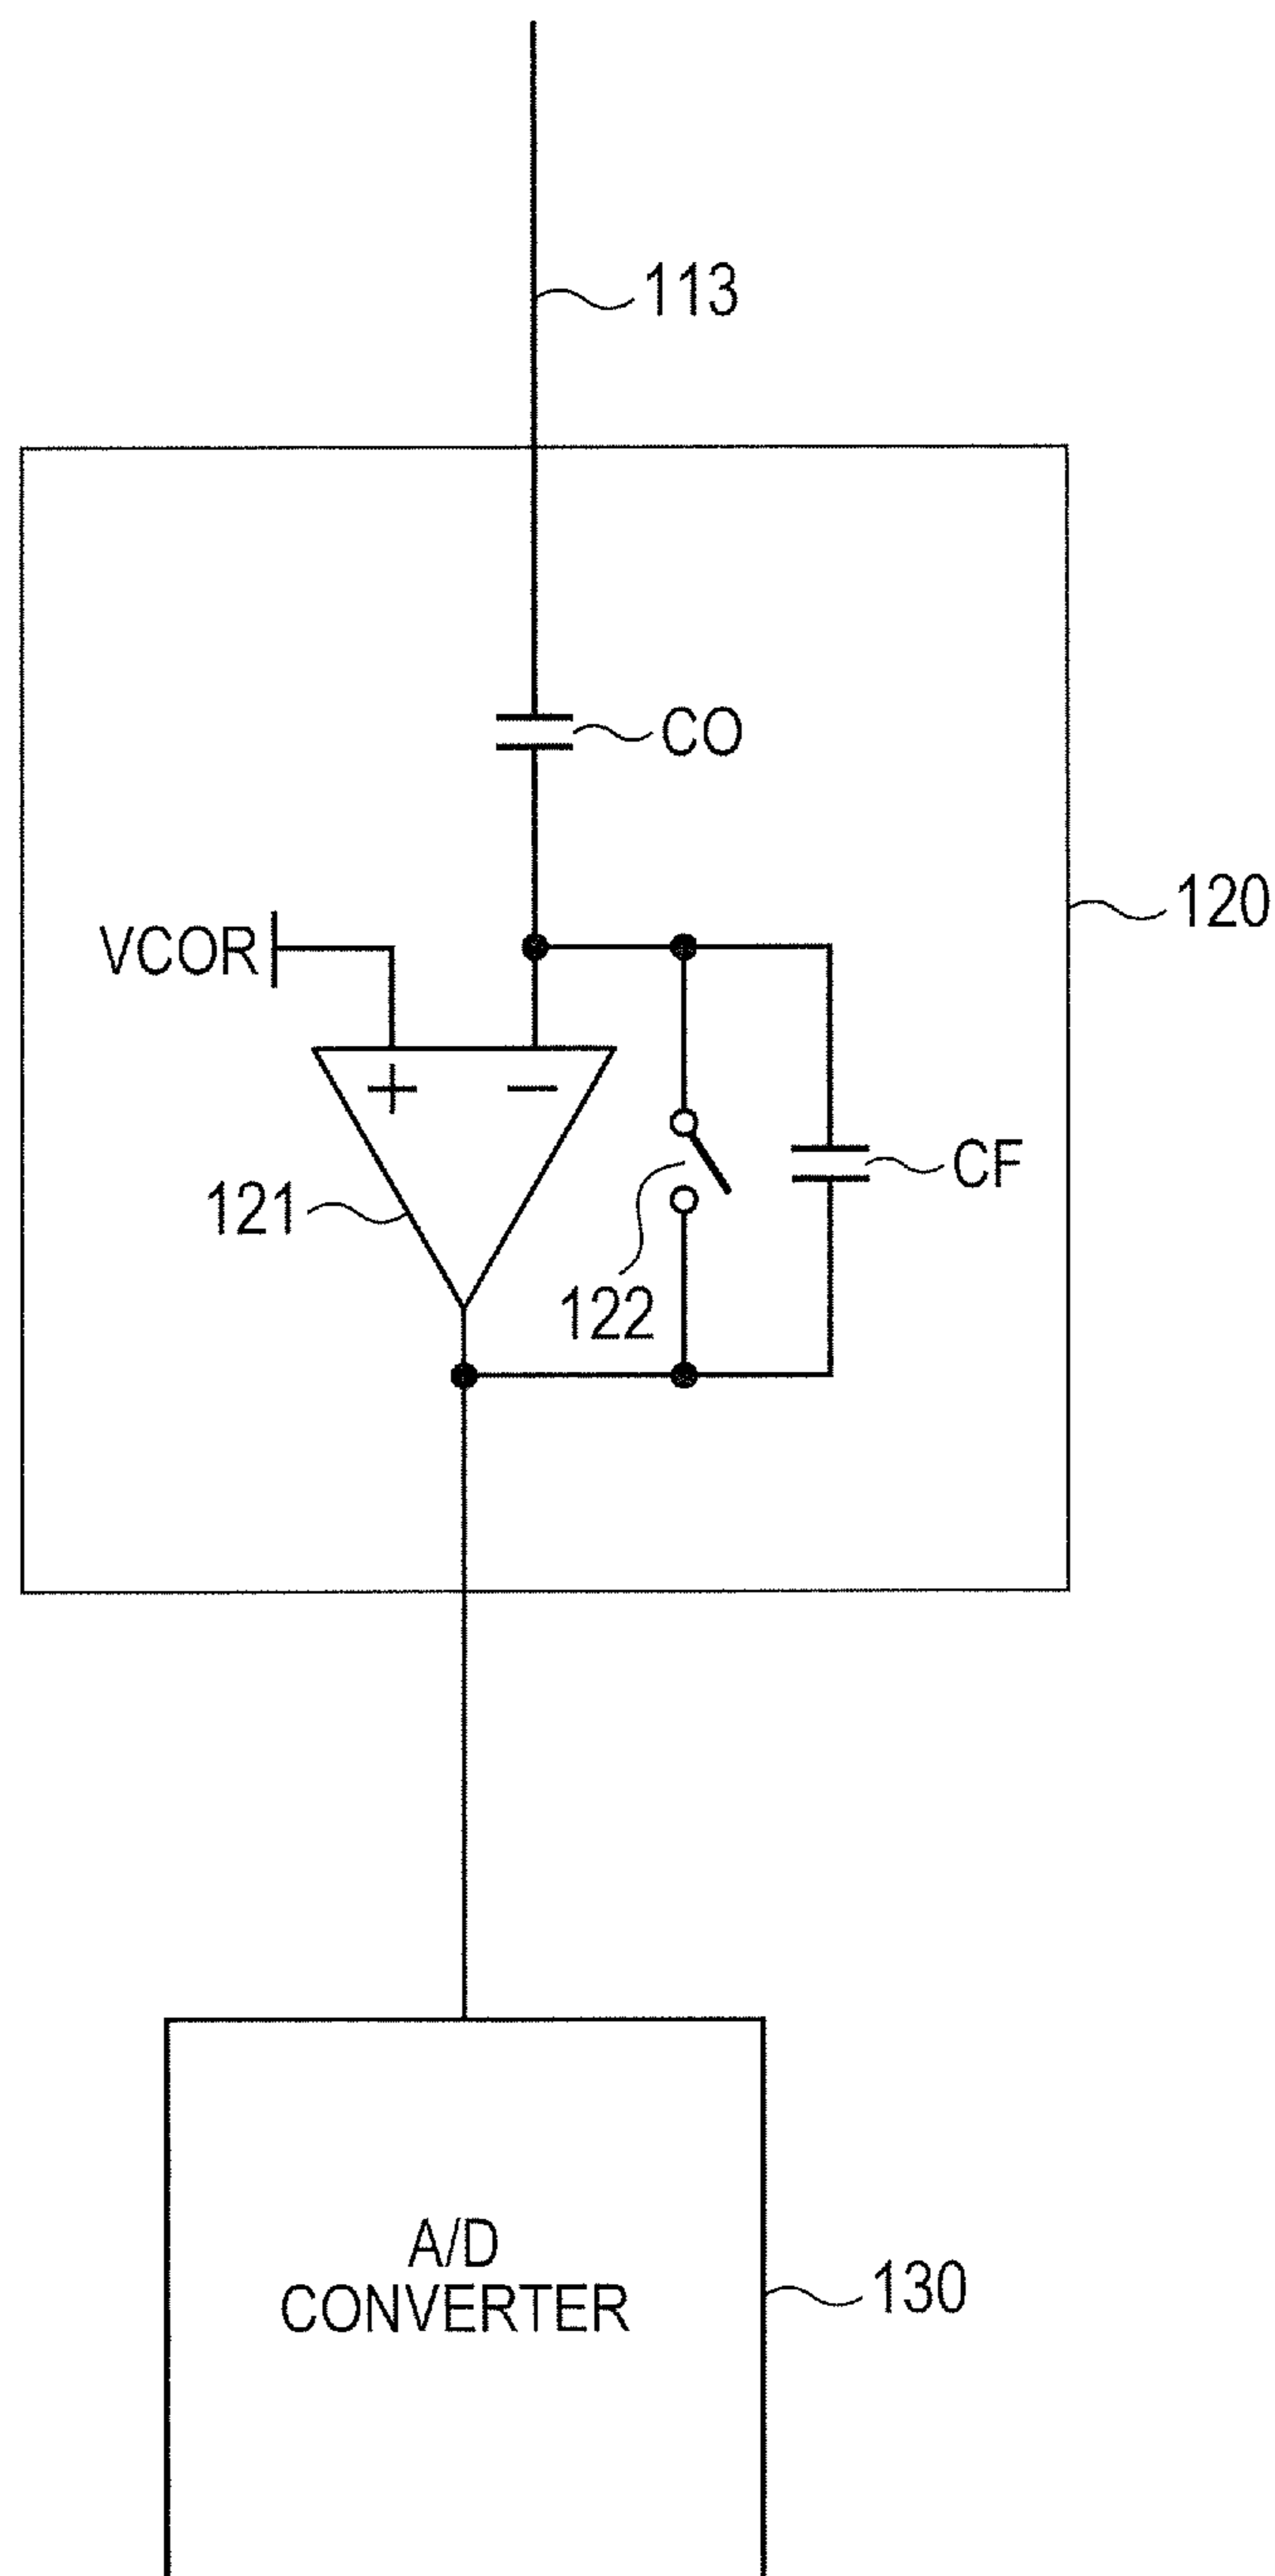 113
CO
120
VCOR
+
−
CF
121
122
A/D
CONVERTER
130